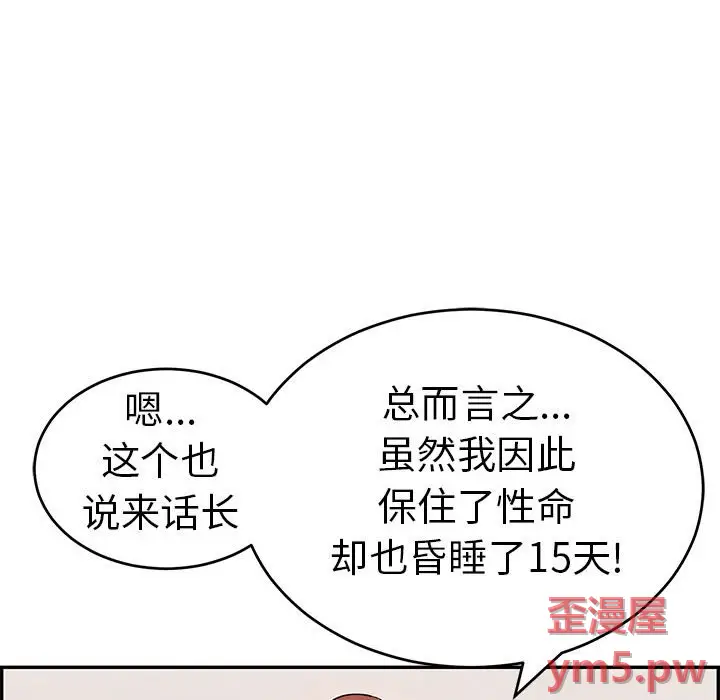 嗯...
这个也
说来话长
总而言之...
虽然我因此
保住了性命
却也昏睡了15天!
歪漫屋
ym5.pw